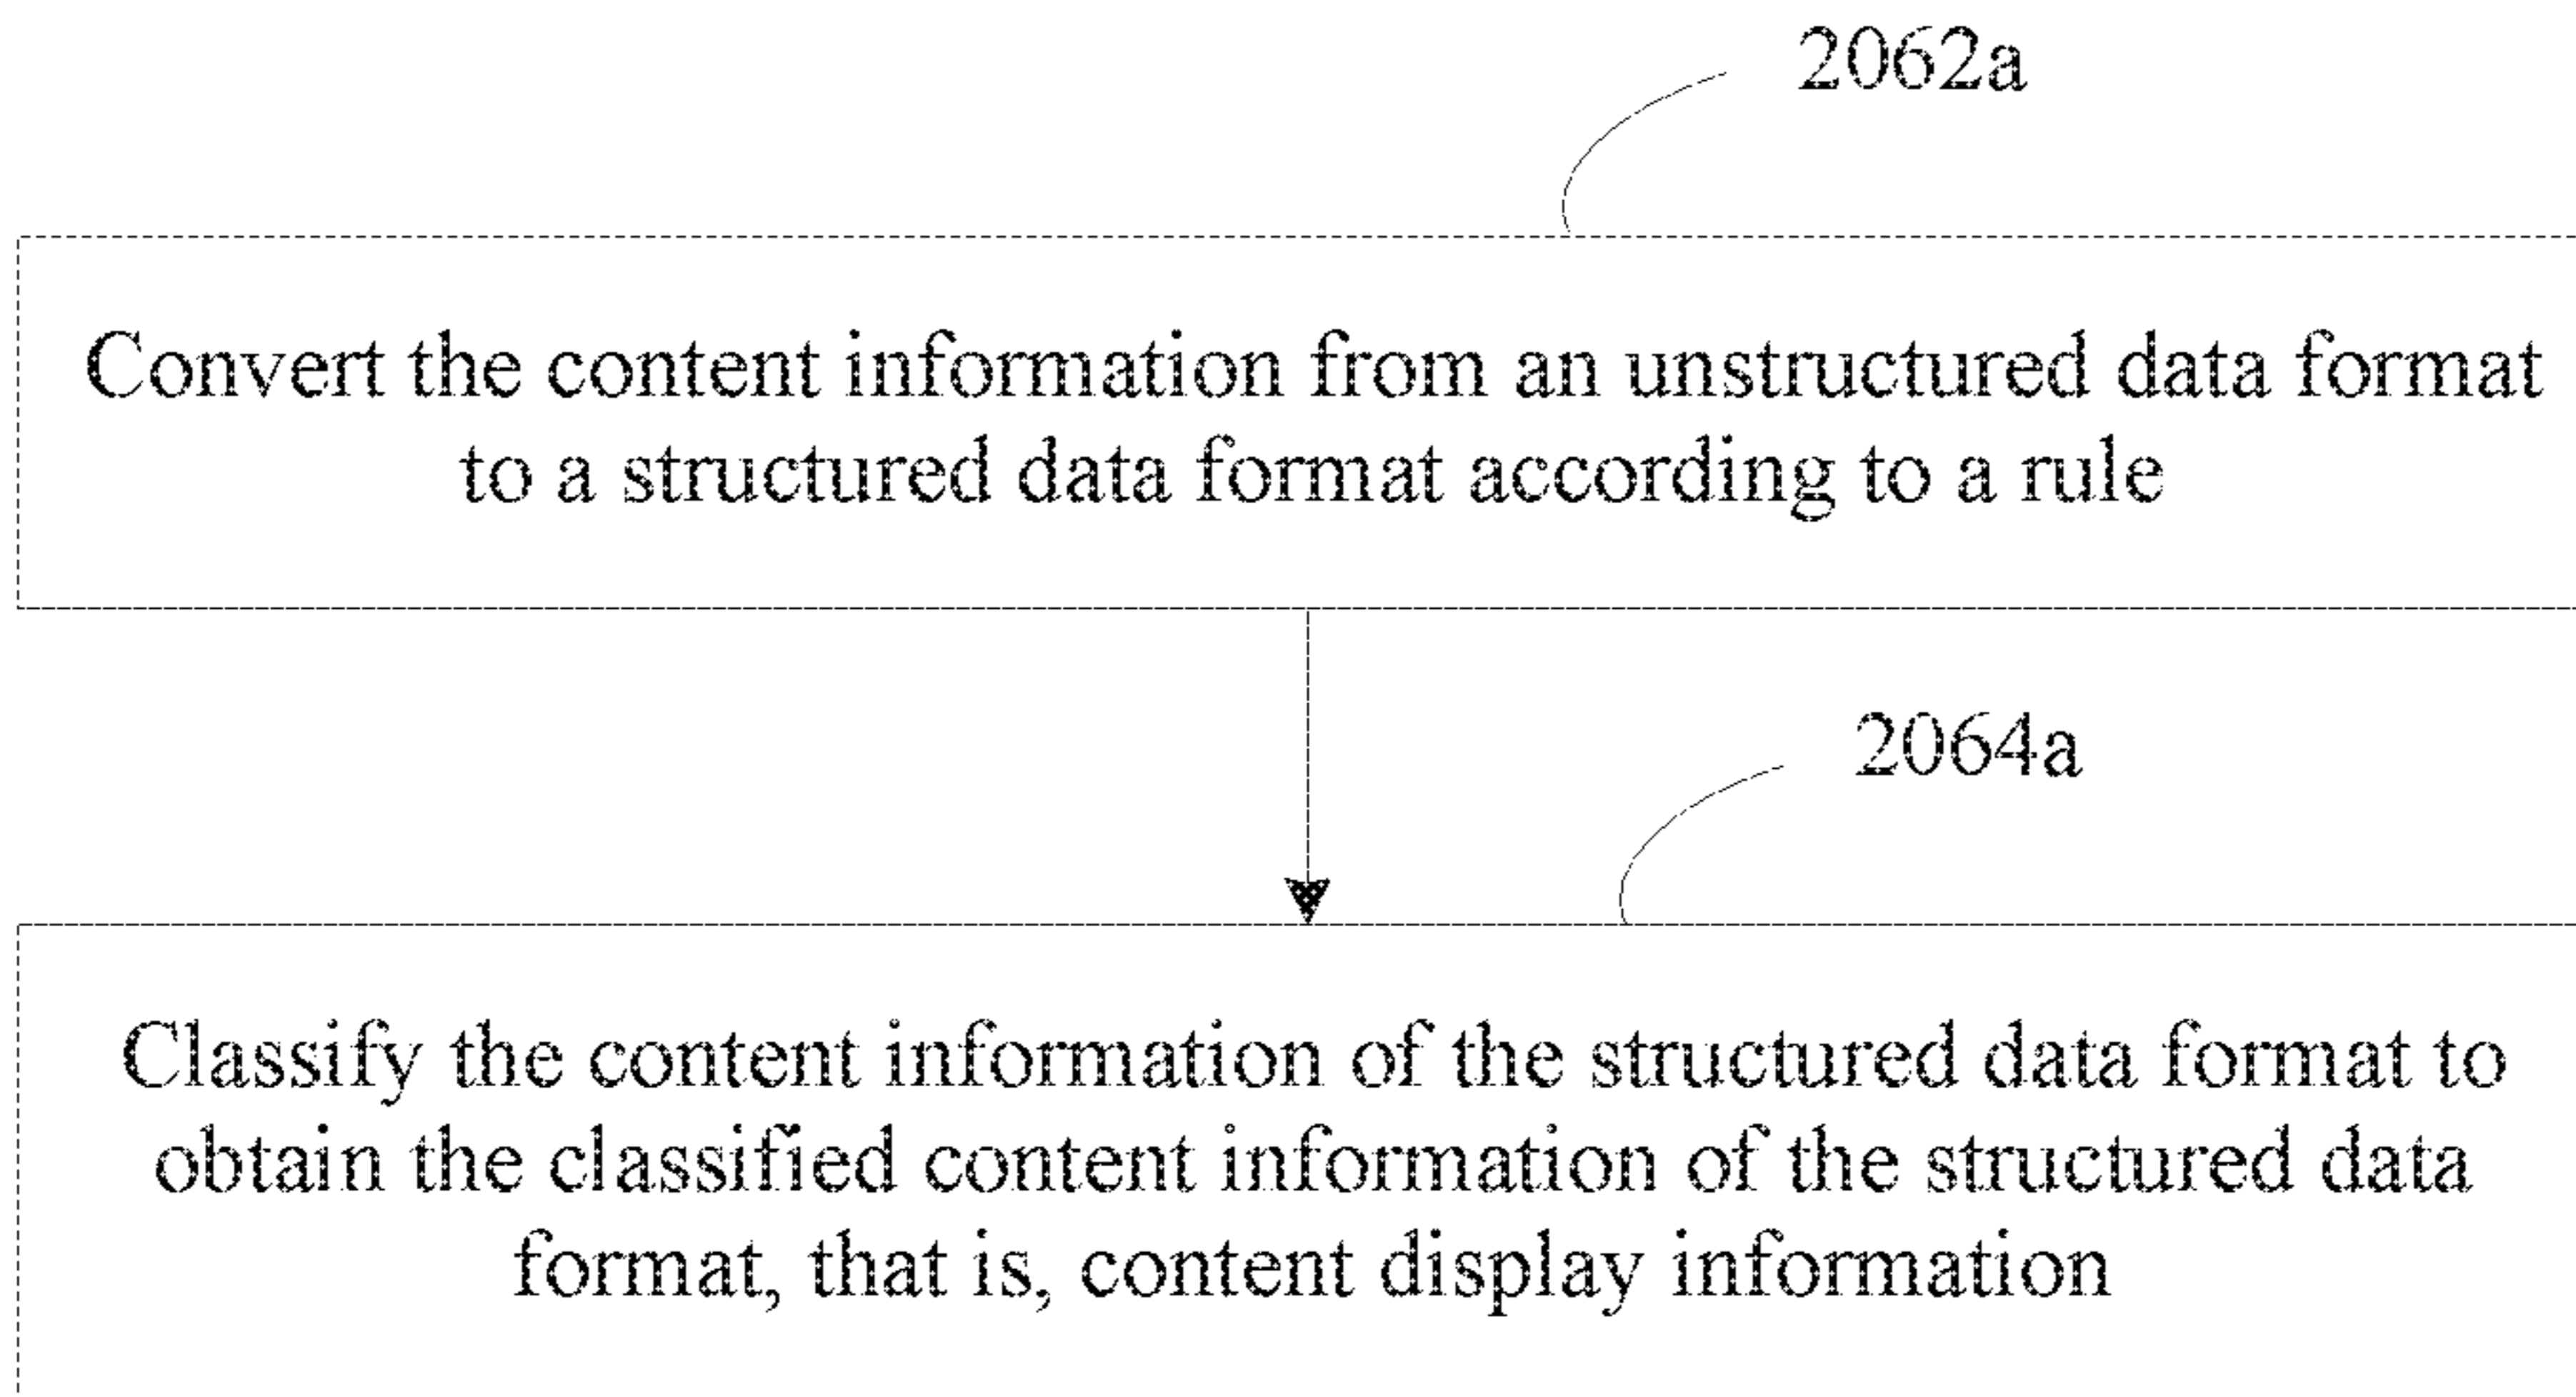 2062a
Convert the content information from an unstructured data format
to a structured data format according to a rule
2064a
Classify the content information of the structured data format to
obtain the classified content information of the structured data
format, that is, content display information